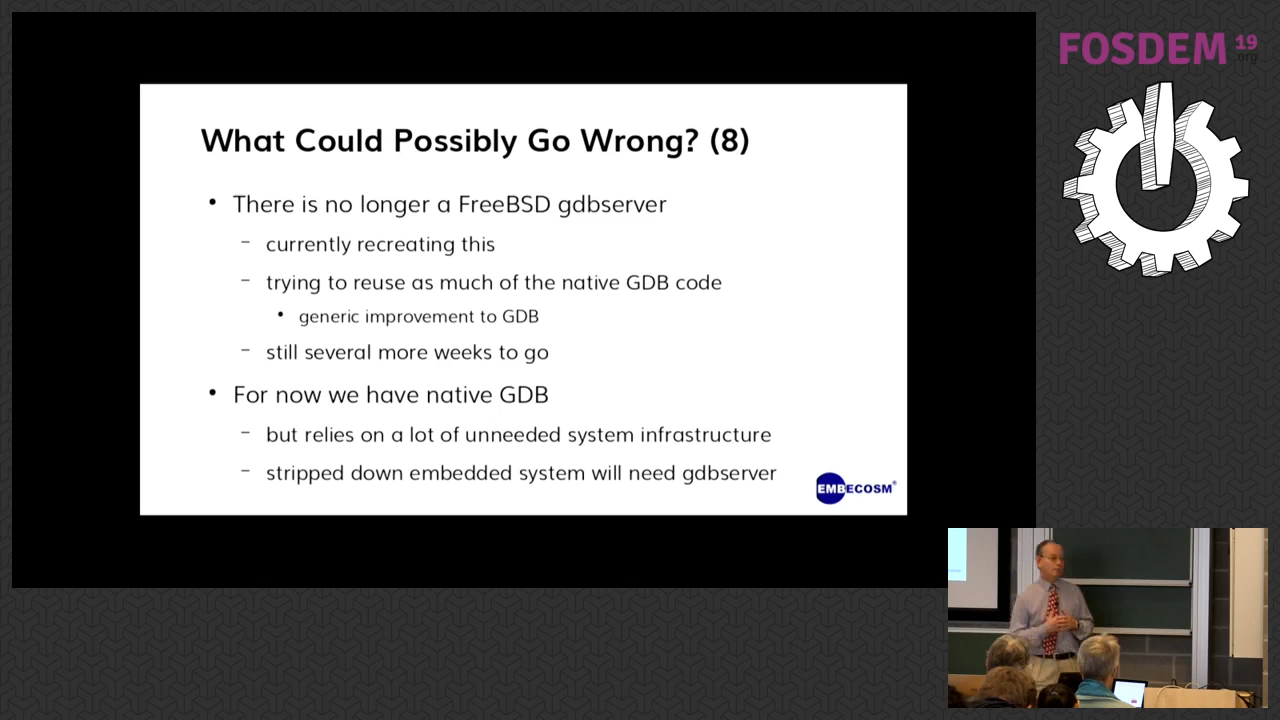 FOSDEM 19
.org
What Could Possibly Go Wrong? (8)
• There is no longer a FreeBSD gdbserver
– currently recreating this
– trying to reuse as much of the native GDB code
• generic improvement to GDB
– still several more weeks to go
• For now we have native GDB
– but relies on a lot of unneeded system infrastructure
– stripped down embedded system will need gdbserver
EMBECOSM®